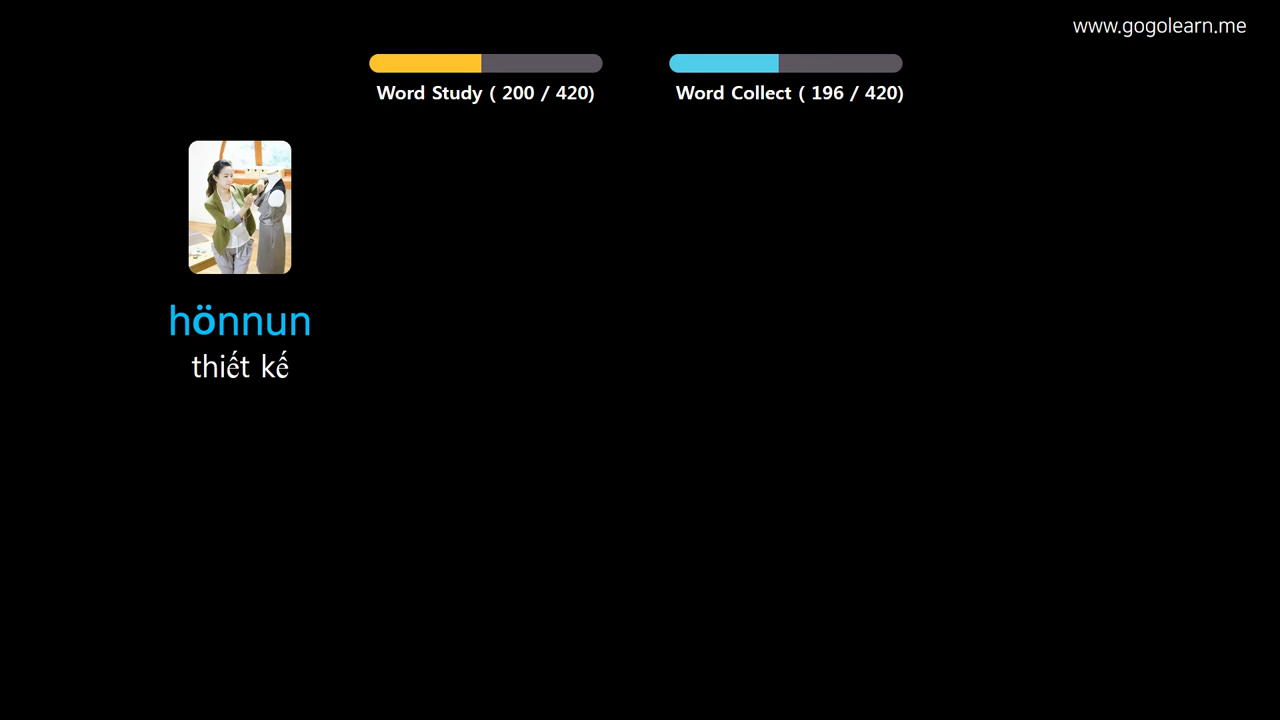 www.gogolearn.me
Word Study ( 200 / 420)
Word Collect ( 196 / 420)
hönnun
thiết kế